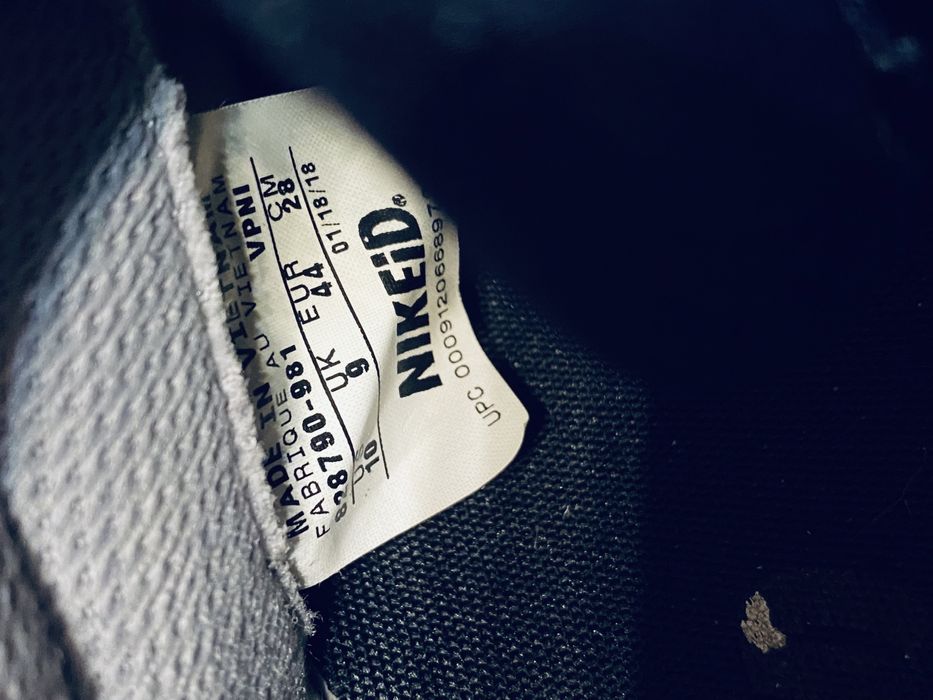 MADE IN VIETNAM
FABRIQUE AU VIETNAM
828790-981 VPNI
US UK EUR CM
10 9 44 28
01/18/18
NIKEiD®
UPC 00091206689